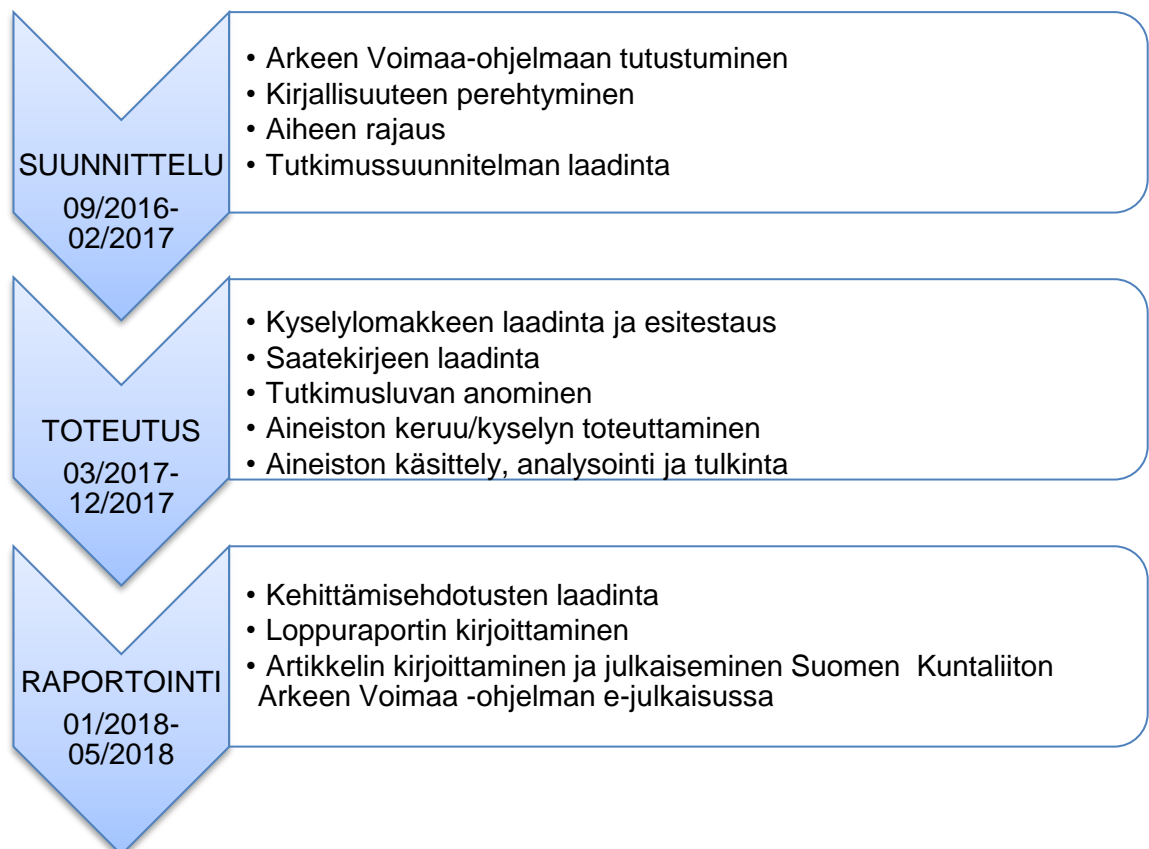 SUUNNITTELU
09/2016-
02/2017
• Arkeen Voimaa-ohjelmaan tutustuminen
• Kirjallisuuteen perehtyminen
• Aiheen rajaus
• Tutkimussuunnitelman laadinta
TOTEUTUS
03/2017-
12/2017
• Kyselylomakkeen laadinta ja esitestaus
• Saatekirjeen laadinta
• Tutkimusluvan anominen
• Aineiston keruu/kyselyn toteuttaminen
• Aineiston käsittely, analysointi ja tulkinta
RAPORTOINTI
01/2018-
05/2018
• Kehittämisehdotusten laadinta
• Loppuraportin kirjoittaminen
• Artikkelin kirjoittaminen ja julkaiseminen Suomen Kuntaliiton
Arkeen Voimaa -ohjelman e-julkaisussa